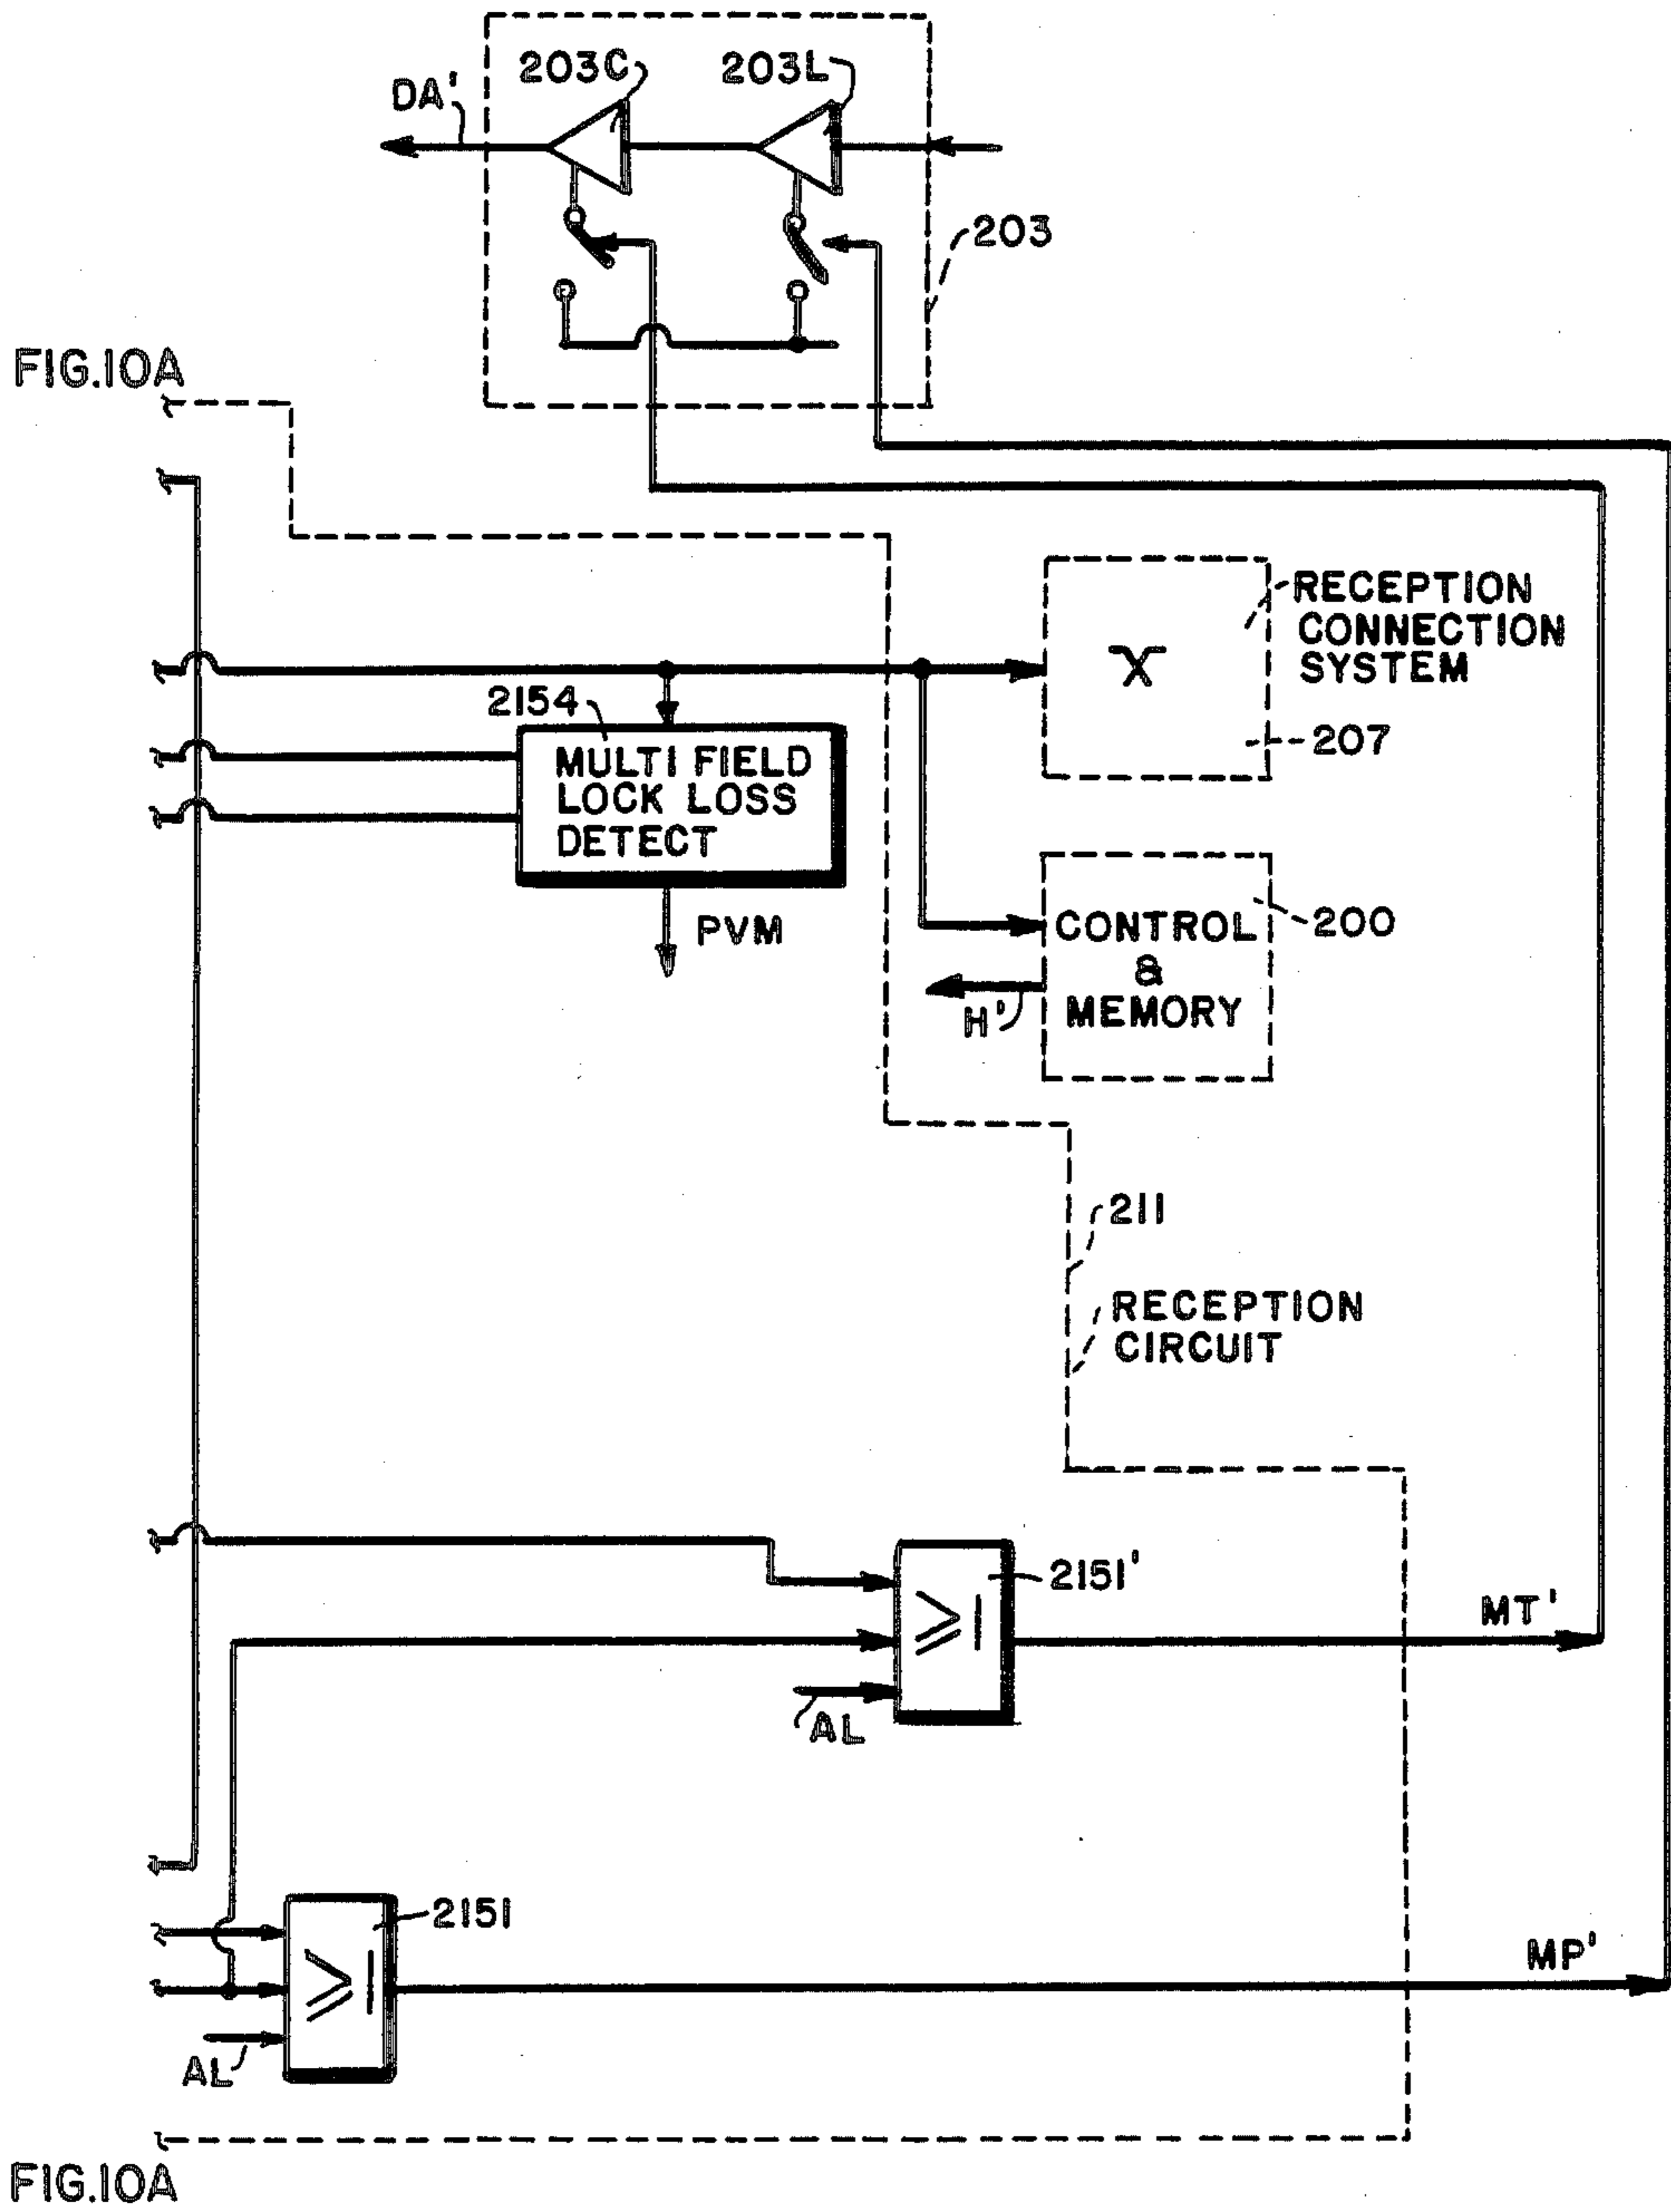 203C
203L
DA'
203
FIG.10A
RECEPTION
CONNECTION
SYSTEM
2154
207
MULTI FIELD
LOCK LOSS
DETECT
PVM
CONTROL
&
MEMORY
200
H'
211
RECEPTION
CIRCUIT
2151'
≥1
MT'
AL
2151
≥1
MP'
AL
FIG.10A